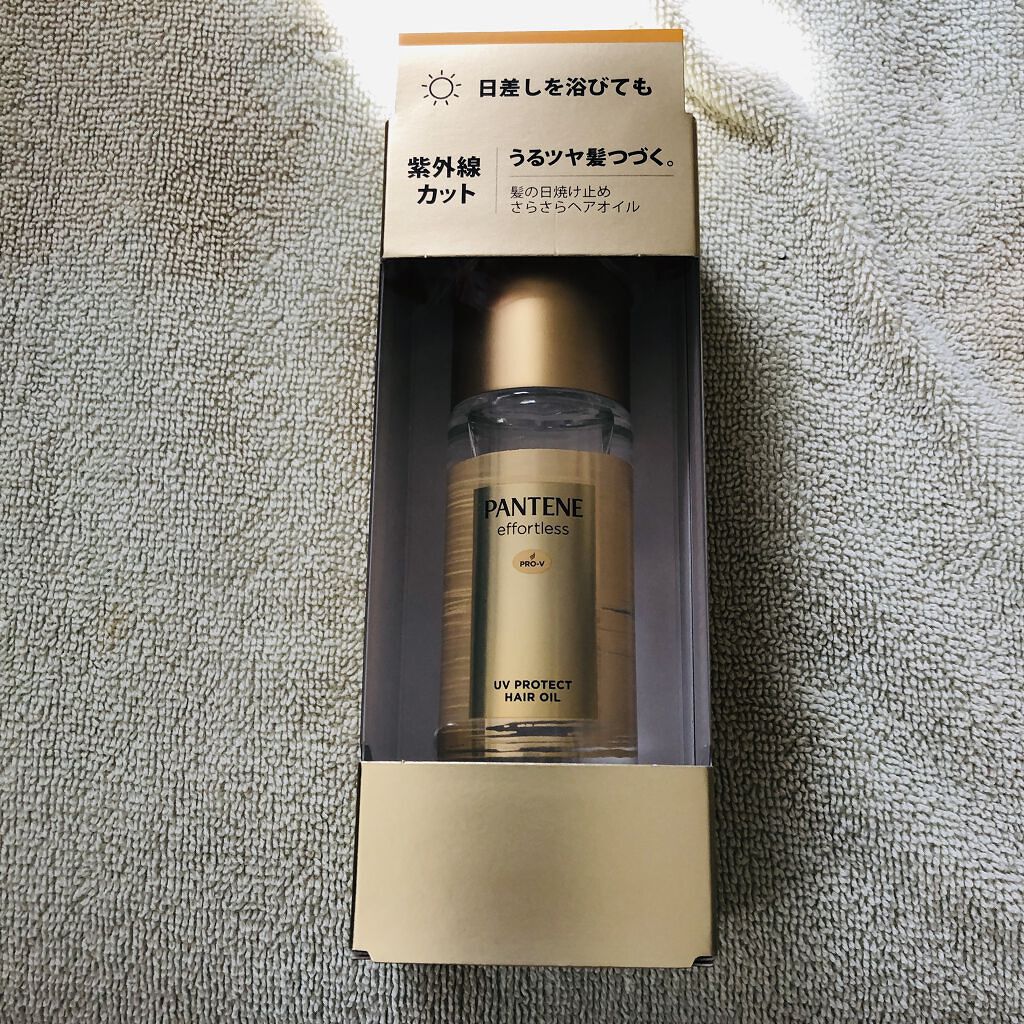 日差しを浴びても
紫外線
カット
うるツヤ髪つづく。
髪の日焼け止め
さらさらヘアオイル
PANTENE
effortless
PRO-V
UV PROTECT
HAIR OIL